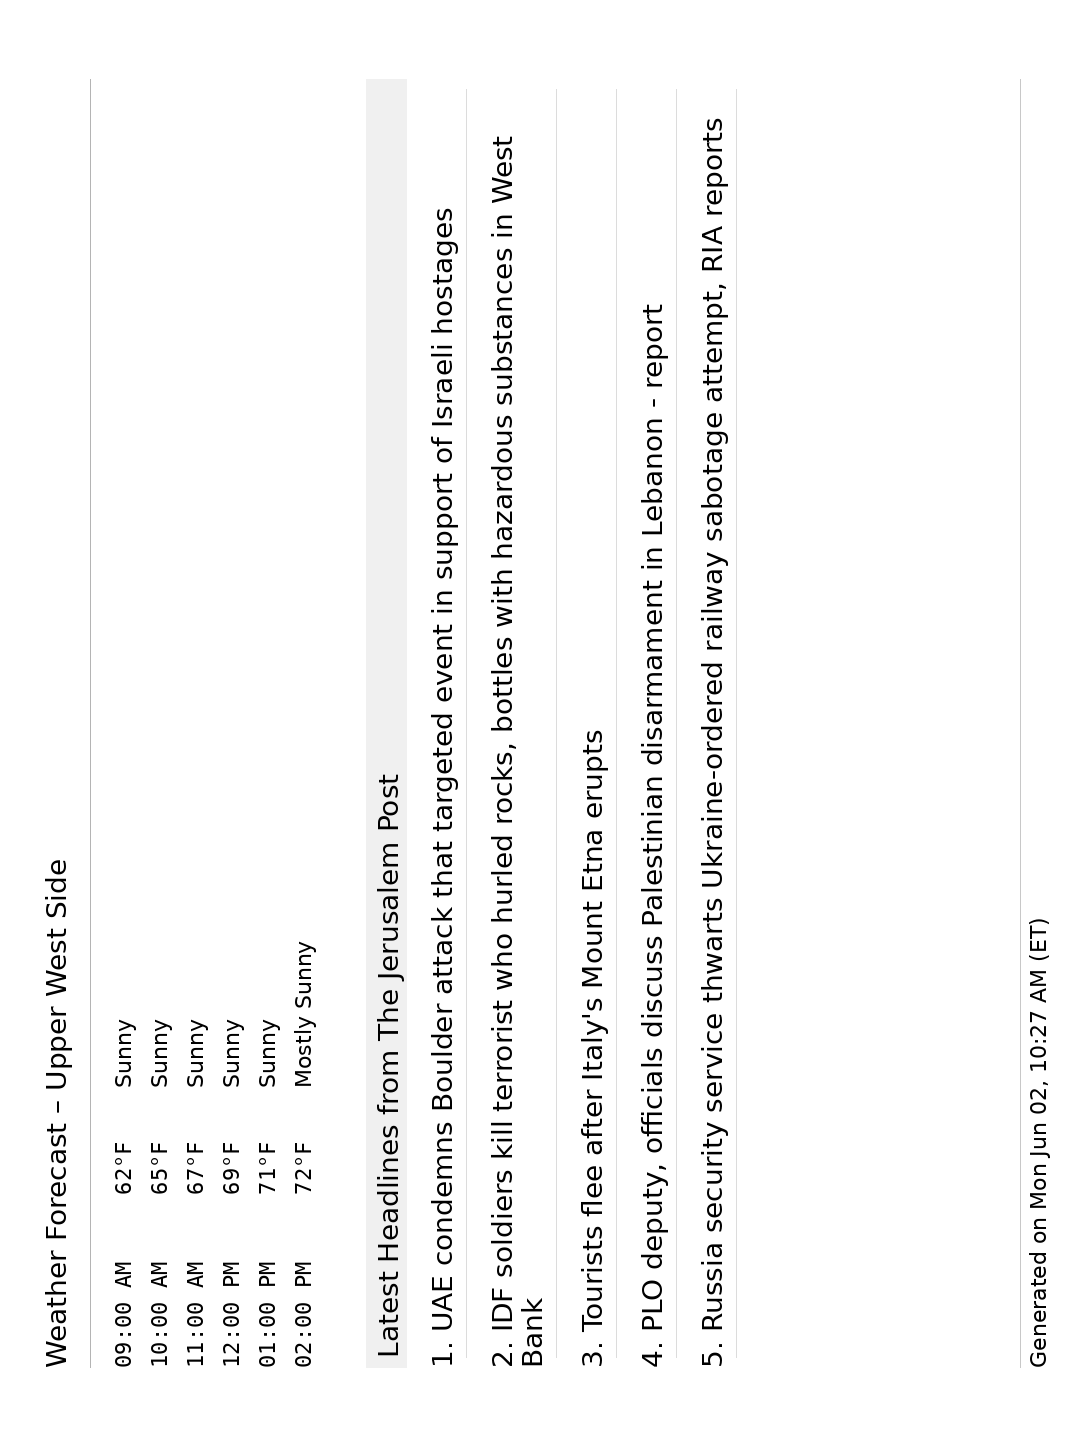 Weather Forecast – Upper West Side
09:00 AM 62°F Sunny
10:00 AM 65°F Sunny
11:00 AM 67°F Sunny
12:00 PM 69°F Sunny
01:00 PM 71°F Sunny
02:00 PM 72°F Mostly Sunny
Latest Headlines from The Jerusalem Post
1. UAE condemns Boulder attack that targeted event in support of Israeli hostages
2. IDF soldiers kill terrorist who hurled rocks, bottles with hazardous substances in West
Bank
3. Tourists flee after Italy's Mount Etna erupts
4. PLO deputy, officials discuss Palestinian disarmament in Lebanon - report
5. Russia security service thwarts Ukraine-ordered railway sabotage attempt, RIA reports
Generated on Mon Jun 02, 10:27 AM (ET)